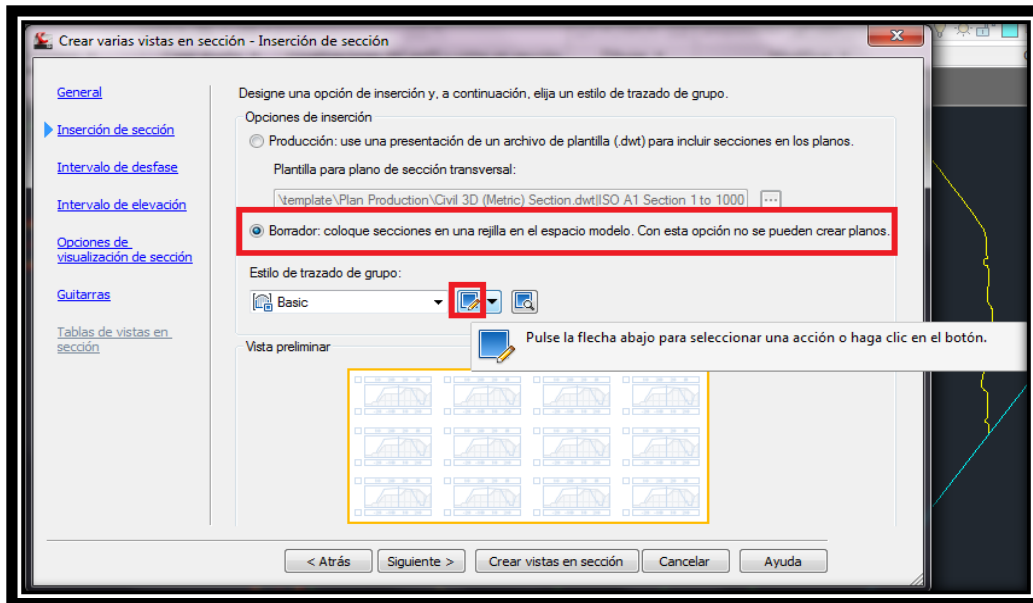 Crear varias vistas en sección - Inserción de sección
General
Inserción de sección
Intervalo de desfase
Intervalo de elevación
Opciones de
visualización de sección
Guitarras
Tablas de vistas en
sección
Designe una opción de inserción y, a continuación, elija un estilo de trazado de grupo.
Opciones de inserción
Producción: use una presentación de un archivo de plantilla (.dwt) para incluir secciones en los planos.
Plantilla para plano de sección transversal:
\template\Plan Production\Civil 3D (Metric) Section.dwt|ISO A1 Section 1 to 1000
...
Borrador: coloque secciones en una rejilla en el espacio modelo. Con esta opción no se pueden crear planos.
Estilo de trazado de grupo:
Basic
Pulse la flecha abajo para seleccionar una acción o haga clic en el botón.
Vista preliminar
< Atrás
Siguiente >
Crear vistas en sección
Cancelar
Ayuda